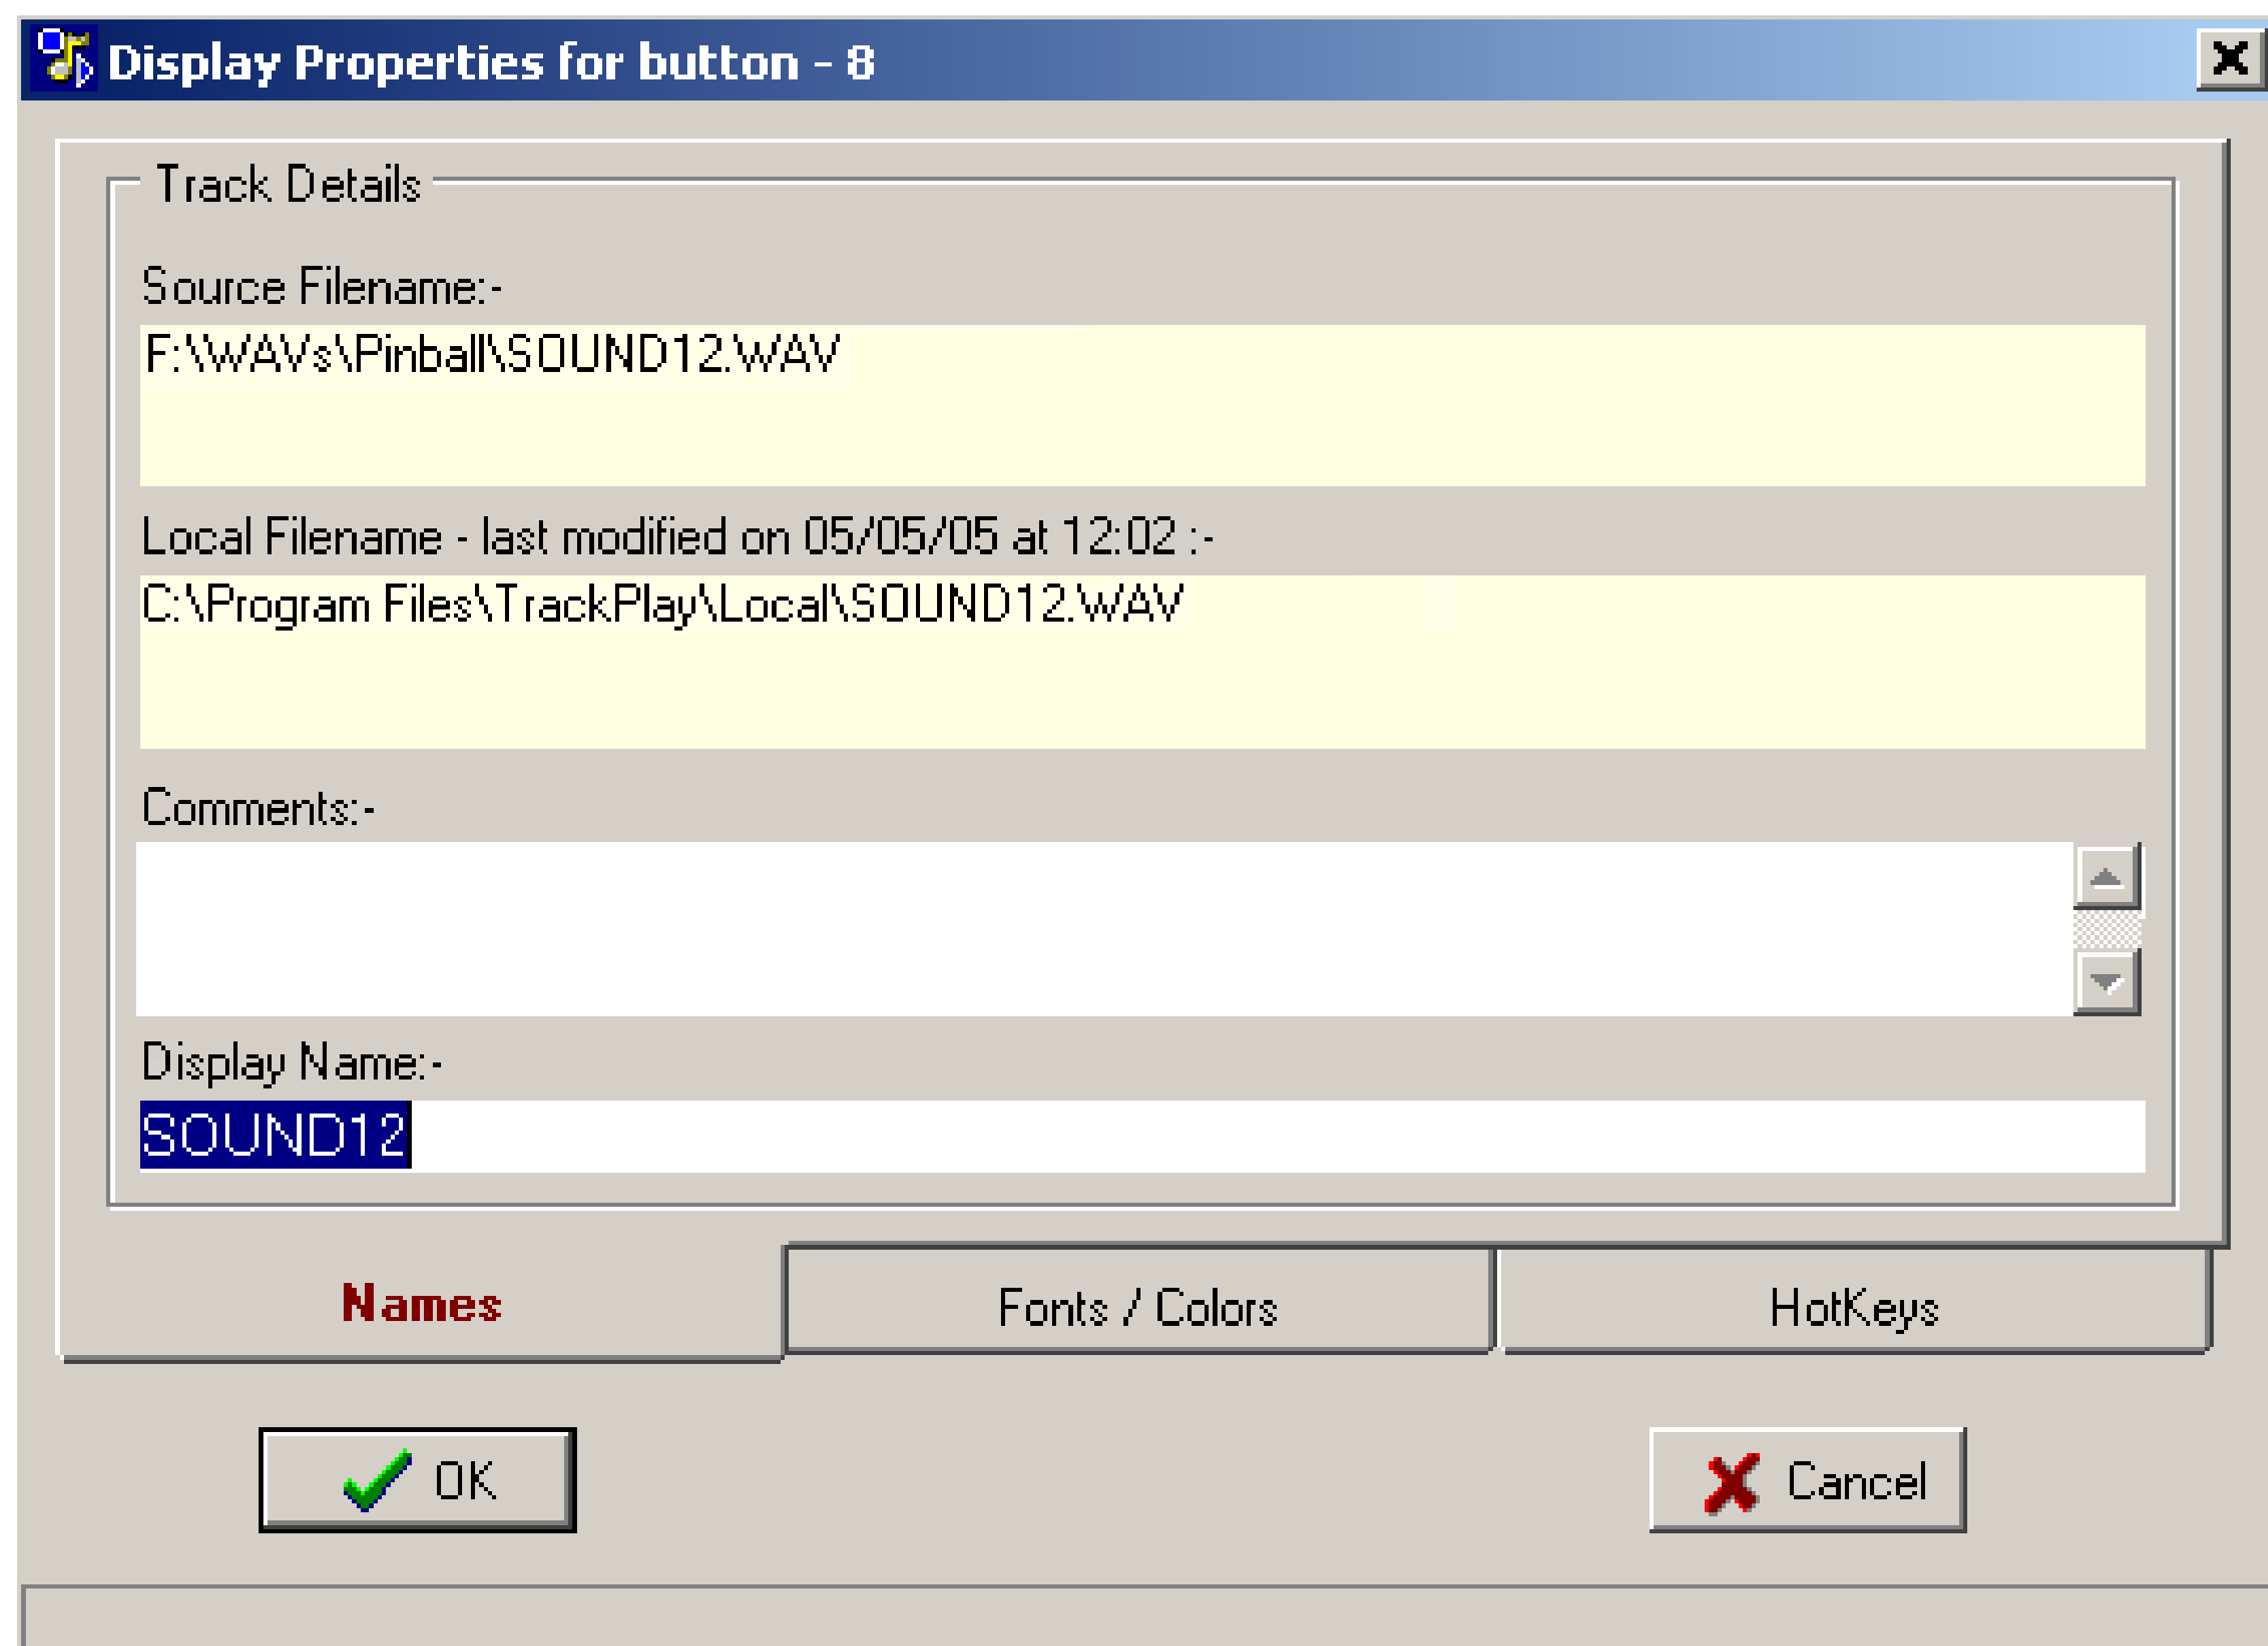 Display Properties for button - 8
Track Details
Source Filename:-
F:\WAVs\Pinball\SOUND12.WAV
Local Filename - last modified on 05/05/05 at 12:02 :-
C:\Program Files\TrackPlay\Local\SOUND12.WAV
Comments:-
Display Name:-
SOUND12
Names
Fonts / Colors
HotKeys
OK
Cancel